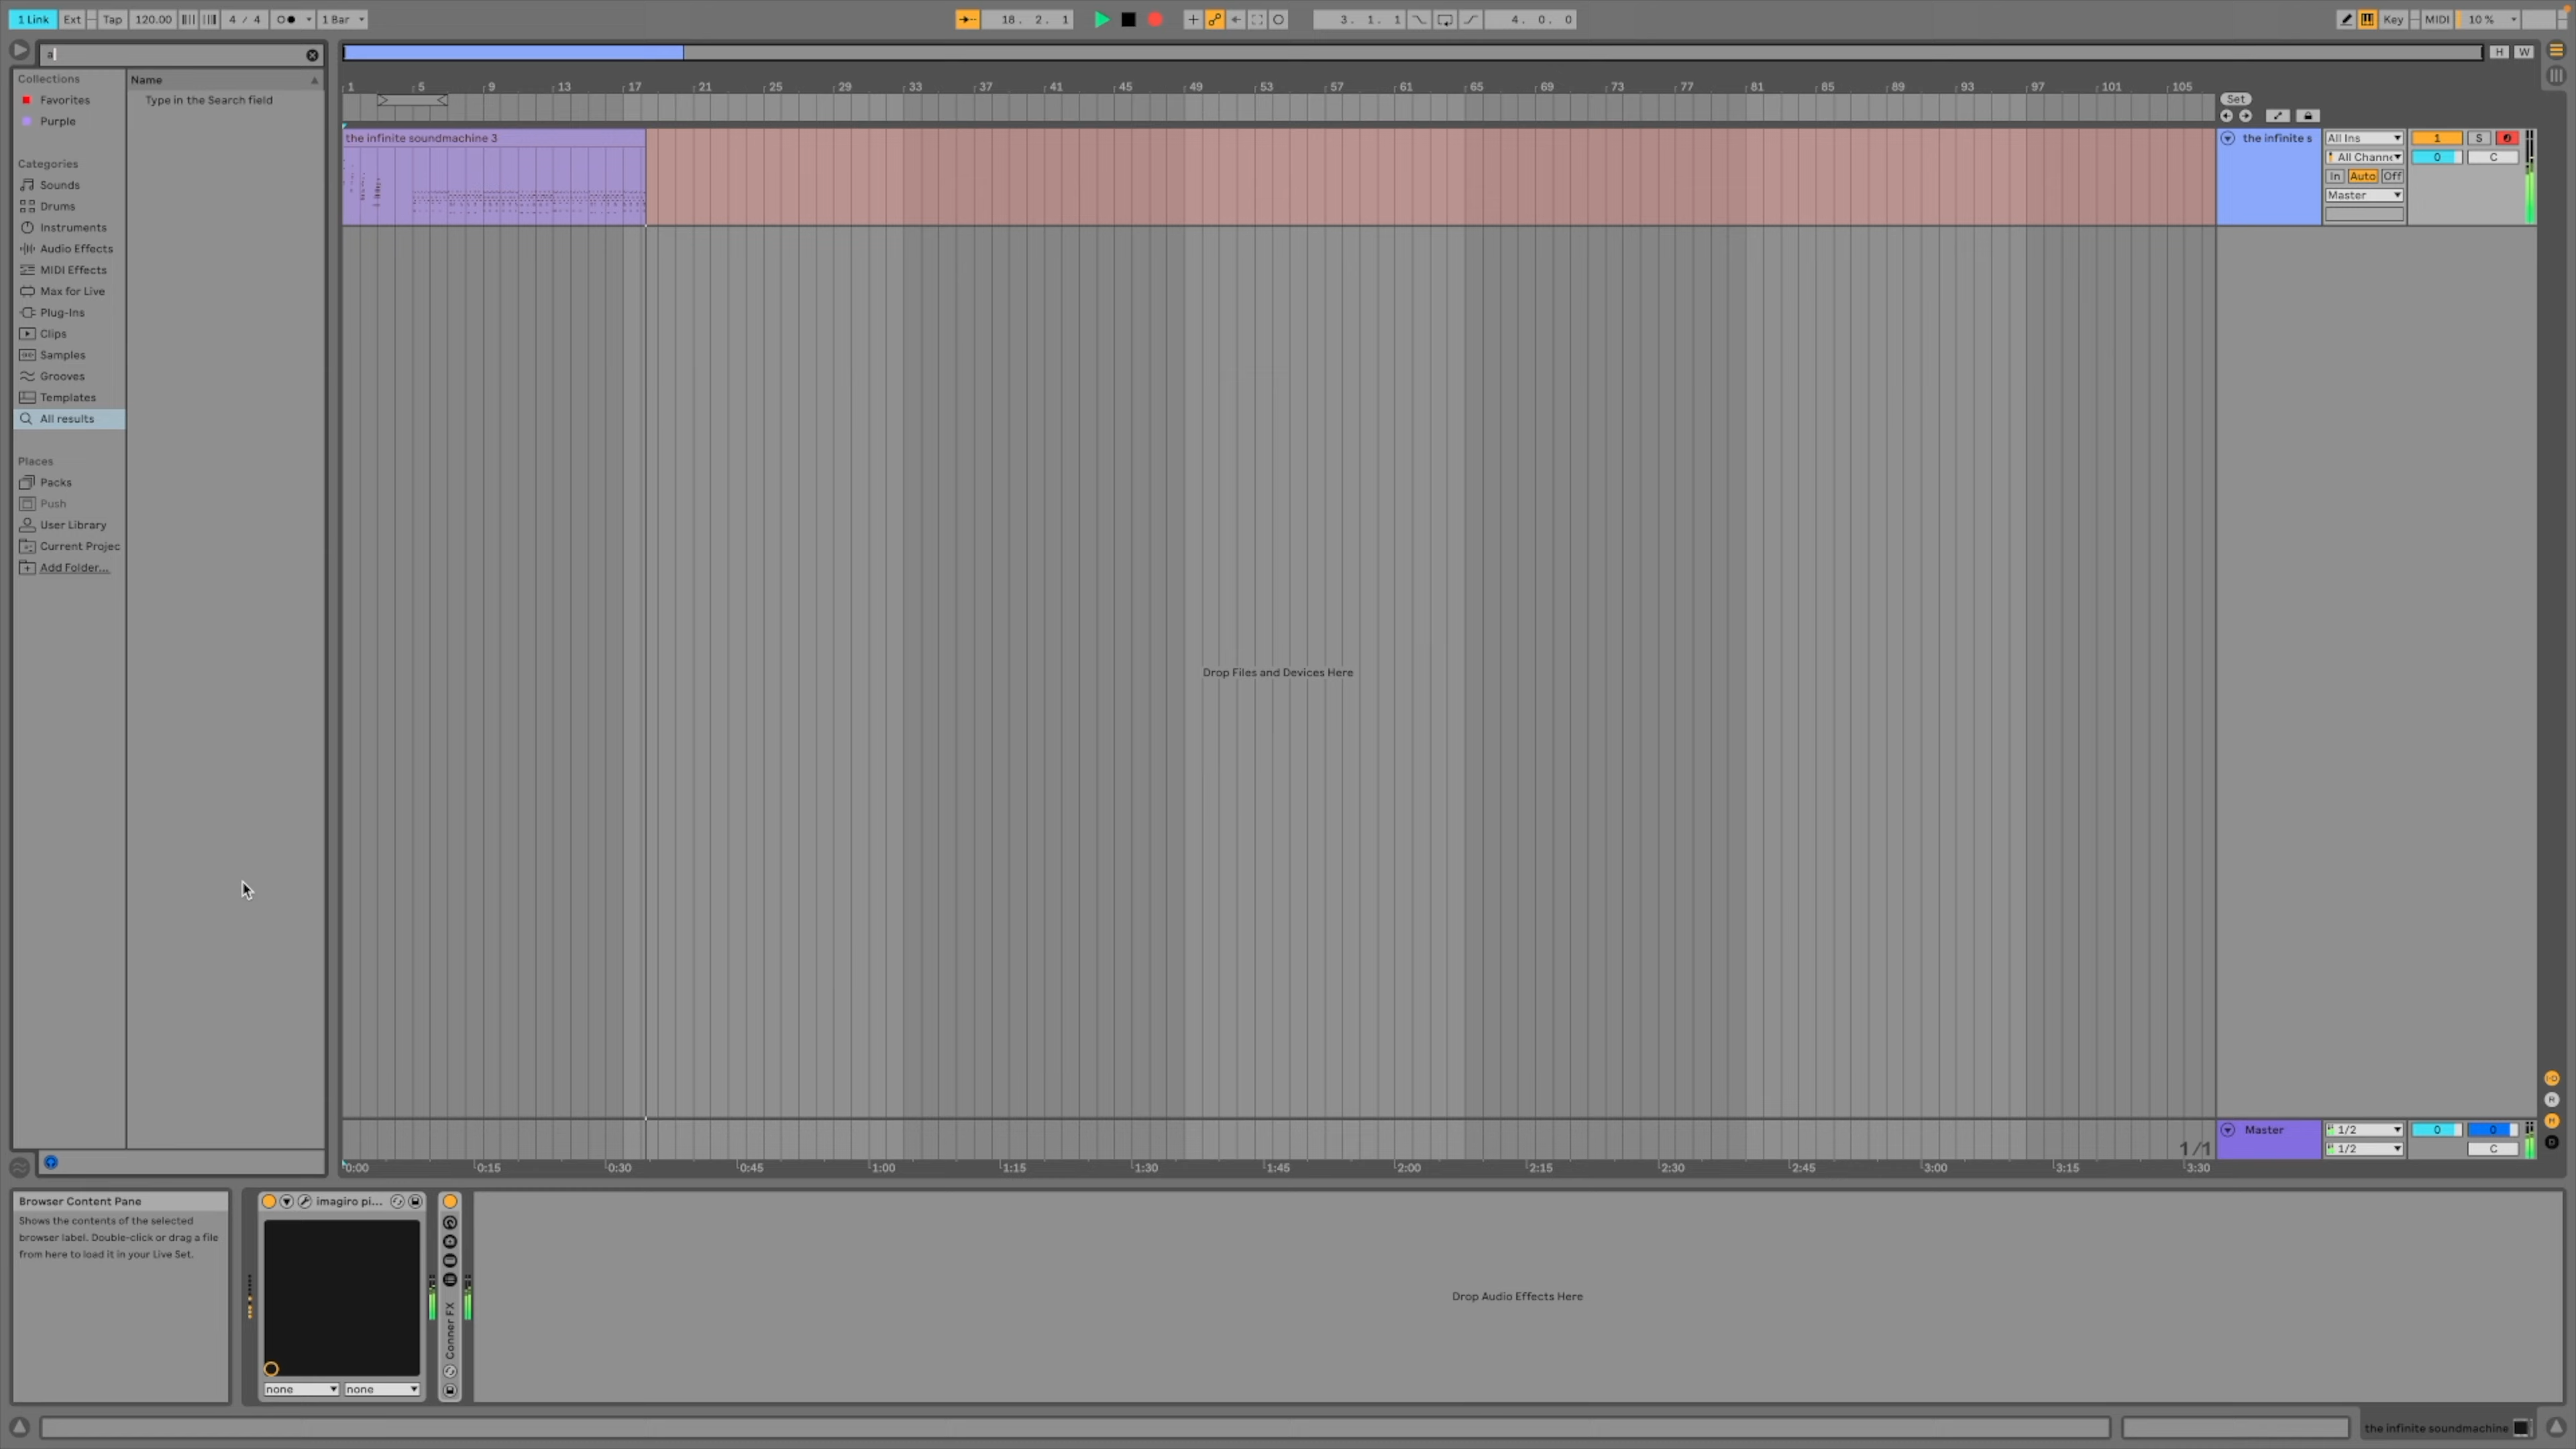 1 Link Ext Tap 120.00 4 / 4 1 Bar 18. 2. 1 3. 1. 1 4. 0. 0 Key MIDI 10 %
a
H W
Collections
Name
Favorites
Type in the Search field
Purple
Categories
Sounds
Drums
Instruments
Audio Effects
MIDI Effects
Max for Live
Plug-Ins
Clips
Samples
Grooves
Templates
All results
Places
Packs
Push
User Library
Current Projec
Add Folder...
1 5 9 13 17 21 25 29 33 37 41 45 49 53 57 61 65 69 73 77 81 85 89 93 97 101 105
Set
the infinite soundmachine 3
the infinite s All Ins 1 S
All Channe 0 C
In Auto Off
Master
Drop Files and Devices Here
Master 1/2 0 0
1/1 1/2 C
0:00 0:15 0:30 0:45 1:00 1:15 1:30 1:45 2:00 2:15 2:30 2:45 3:00 3:15 3:30
H
Browser Content Pane
Shows the contents of the selected
browser label. Double-click or drag a file
from here to load it in your Live Set.
imagiro pi...
none none
Conner FX
Drop Audio Effects Here
the infinite soundmachine